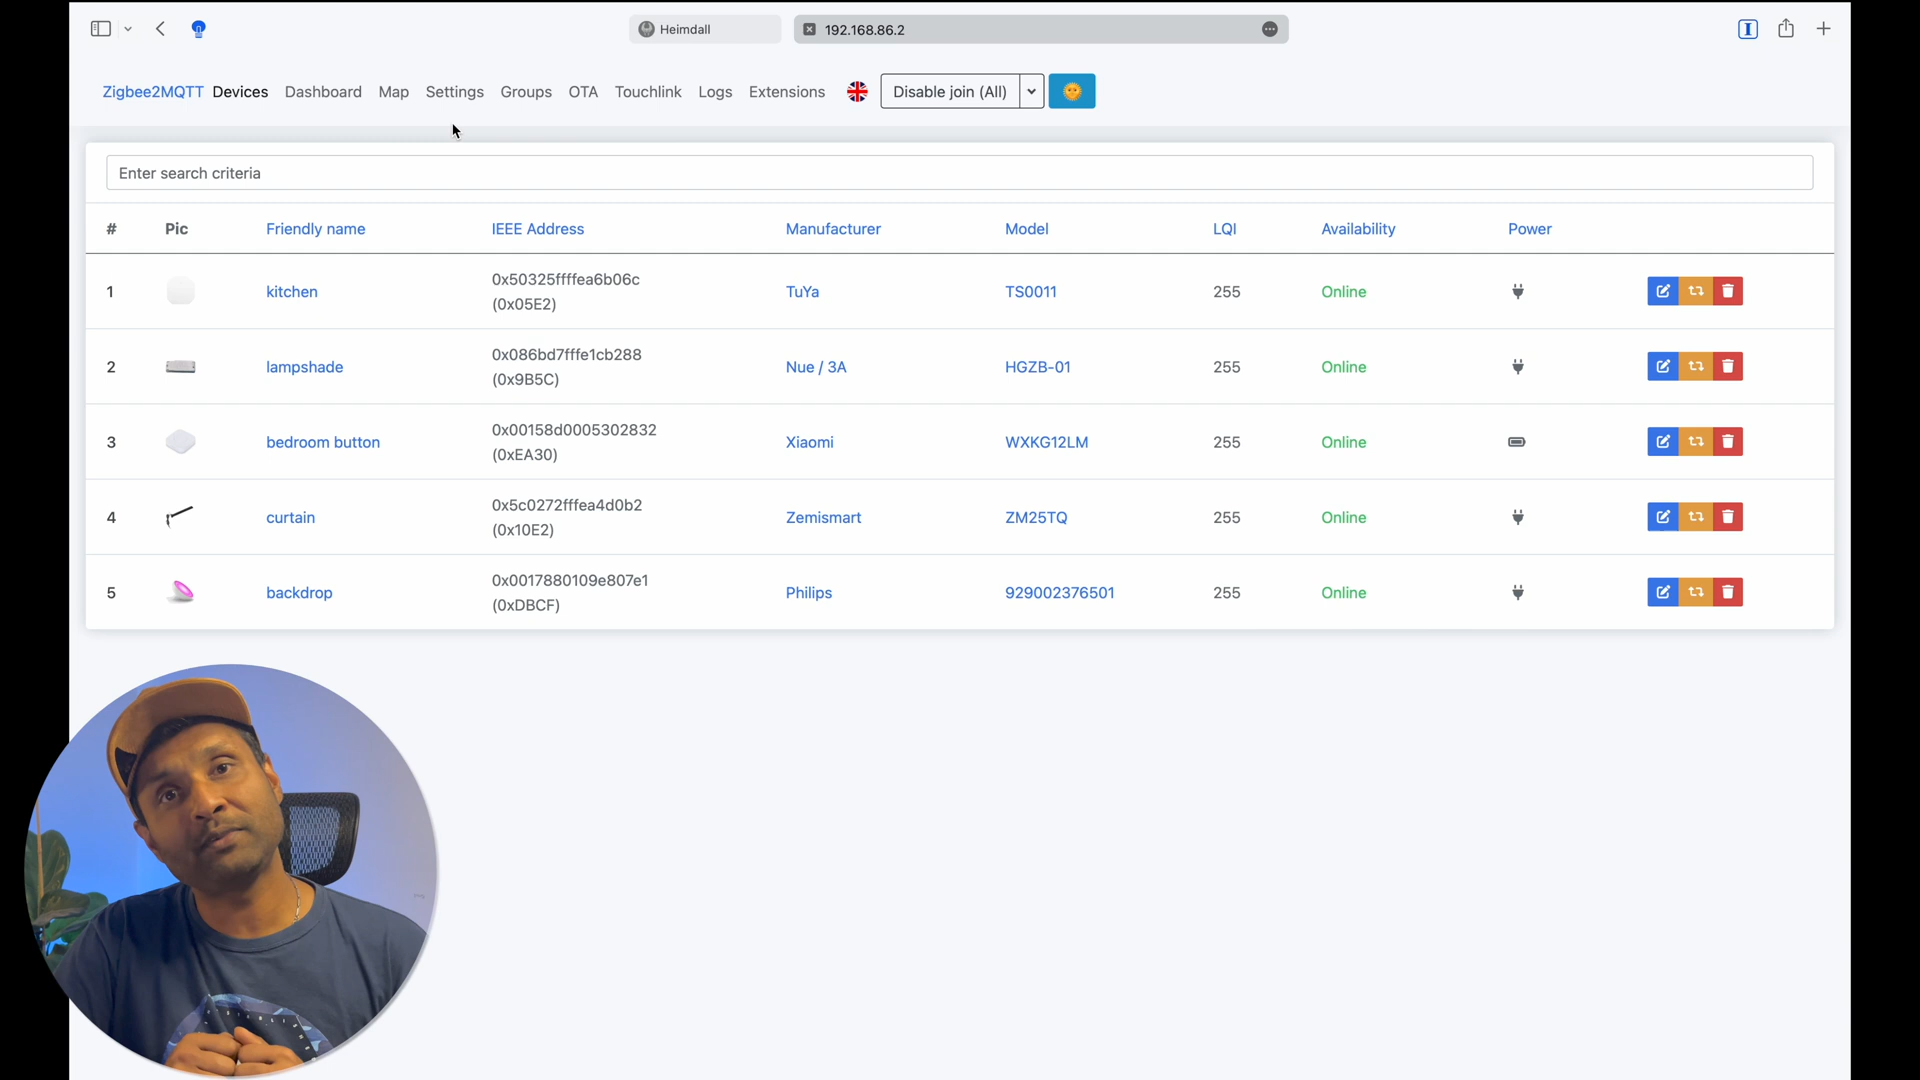 Heimdall
192.168.86.2
Zigbee2MQTT Devices Dashboard Map Settings Groups OTA Touchlink Logs Extensions Disable join (All)
Enter search criteria
# Pic Friendly name IEEE Address Manufacturer Model LQI Availability Power
1 kitchen 0x50325ffffea6b06c (0x05E2) TuYa TS0011 255 Online
2 lampshade 0x086bd7fffe1cb288 (0x9B5C) Nue / 3A HGZB-01 255 Online
3 bedroom button 0x00158d0005302832 (0xEA30) Xiaomi WXKG12LM 255 Online
4 curtain 0x5c0272fffea4d0b2 (0x10E2) Zemismart ZM25TQ 255 Online
5 backdrop 0x0017880109e807e1 (0xDBCF) Philips 929002376501 255 Online